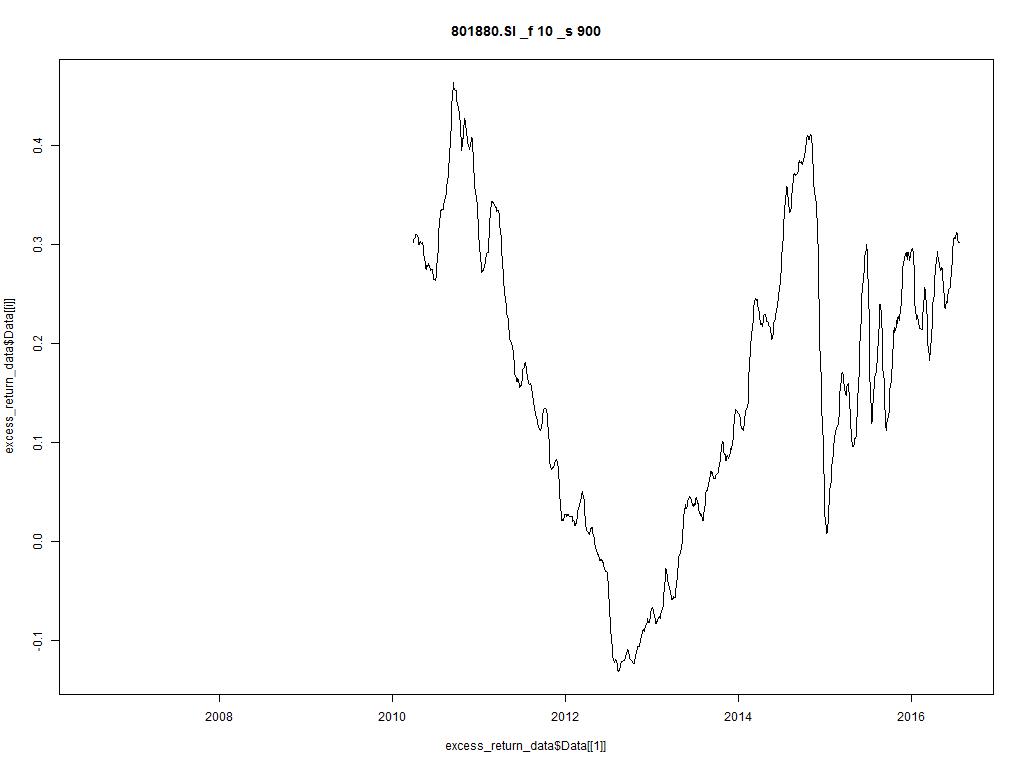 801880.SI _f 10 _s 900
excess_return_data$Data[[i]]
0.4
0.3
0.2
0.1
0.0
-0.1
2008 2010 2012 2014 2016
excess_return_data$Data[[1]]